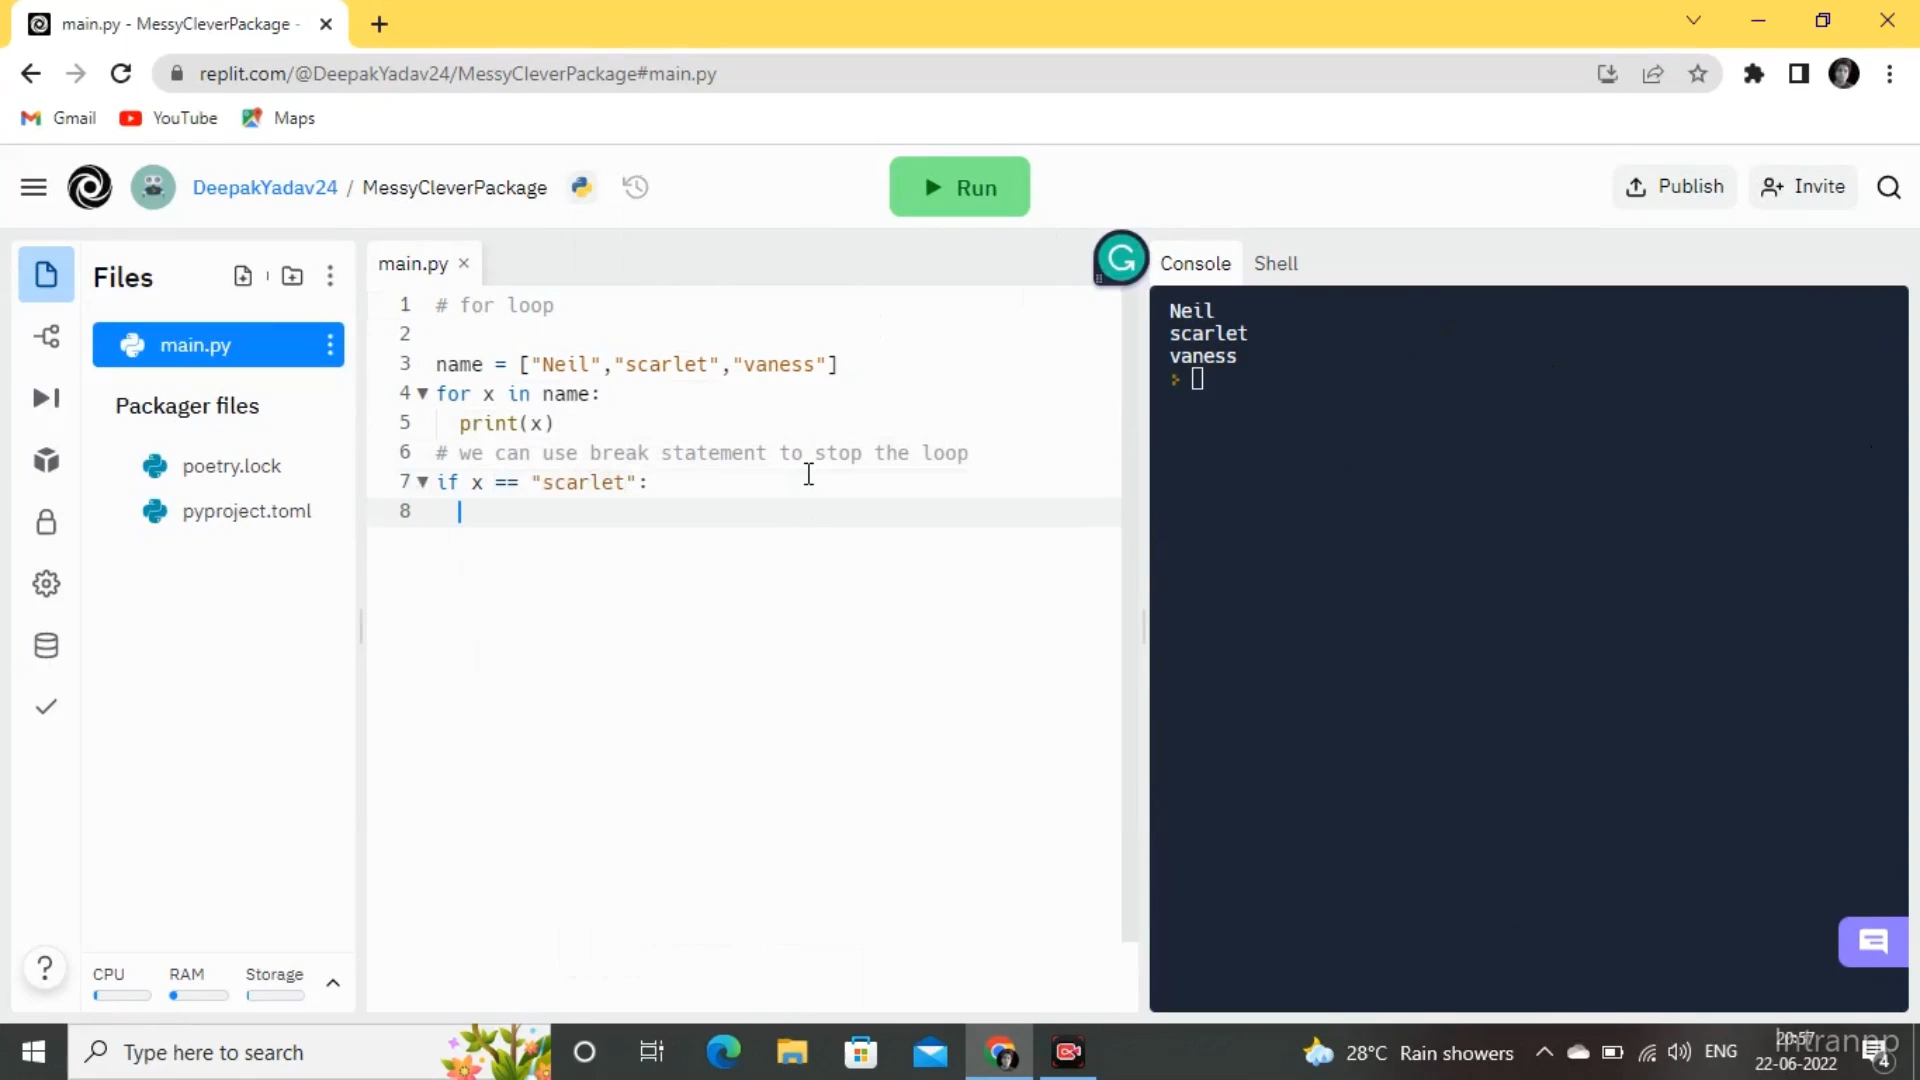 main.py - MessyCleverPackage -
replit.com/@DeepakYadav24/MessyCleverPackage#main.py
Gmail
YouTube
Maps
DeepakYadav24 / MessyCleverPackage
Run
Publish
Invite
Files
main.py
Packager files
poetry.lock
pyproject.toml
CPU
RAM
Storage
main.py
1 # for loop
2
3 name = ["Neil","scarlet","vaness"]
4 for x in name:
5 print(x)
6 # we can use break statement to stop the loop
7 if x == "scarlet":
8
Console
Shell
Neil
scarlet
vaness
Type here to search
28°C Rain showers
ENG
20:57
22-06-2022
4